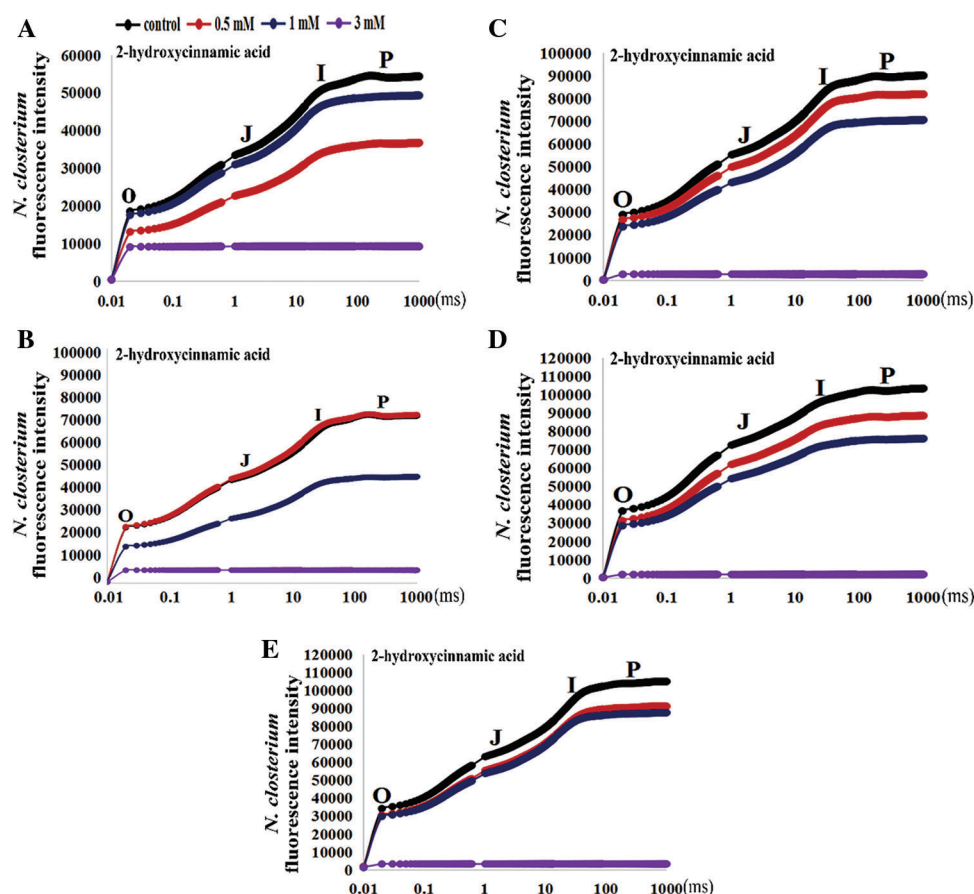 control 0.5 mM 1 mM 3 mM
A
2-hydroxycinnamic acid
N. closterium
fluorescence intensity
60000
50000
40000
30000
20000
10000
0
O
J
I
P
0.01 0.1 1 10 100 1000(ms)
C
2-hydroxycinnamic acid
N. closterium
fluorescence intensity
100000
90000
80000
70000
60000
50000
40000
30000
20000
10000
0
O
J
I
P
0.01 0.1 1 10 100 1000(ms)
B
2-hydroxycinnamic acid
N. closterium
fluorescence intensity
100000
90000
80000
70000
60000
50000
40000
30000
20000
10000
0
O
J
I
P
0.01 0.1 1 10 100 1000(ms)
D
2-hydroxycinnamic acid
N. closterium
fluorescence intensity
120000
110000
100000
90000
80000
70000
60000
50000
40000
30000
20000
10000
0
O
J
I
P
0.01 0.1 1 10 100 1000(ms)
E
2-hydroxycinnamic acid
N. closterium
fluorescence intensity
120000
110000
100000
90000
80000
70000
60000
50000
40000
30000
20000
10000
0
O
J
I
P
0.01 0.1 1 10 100 1000 (ms)